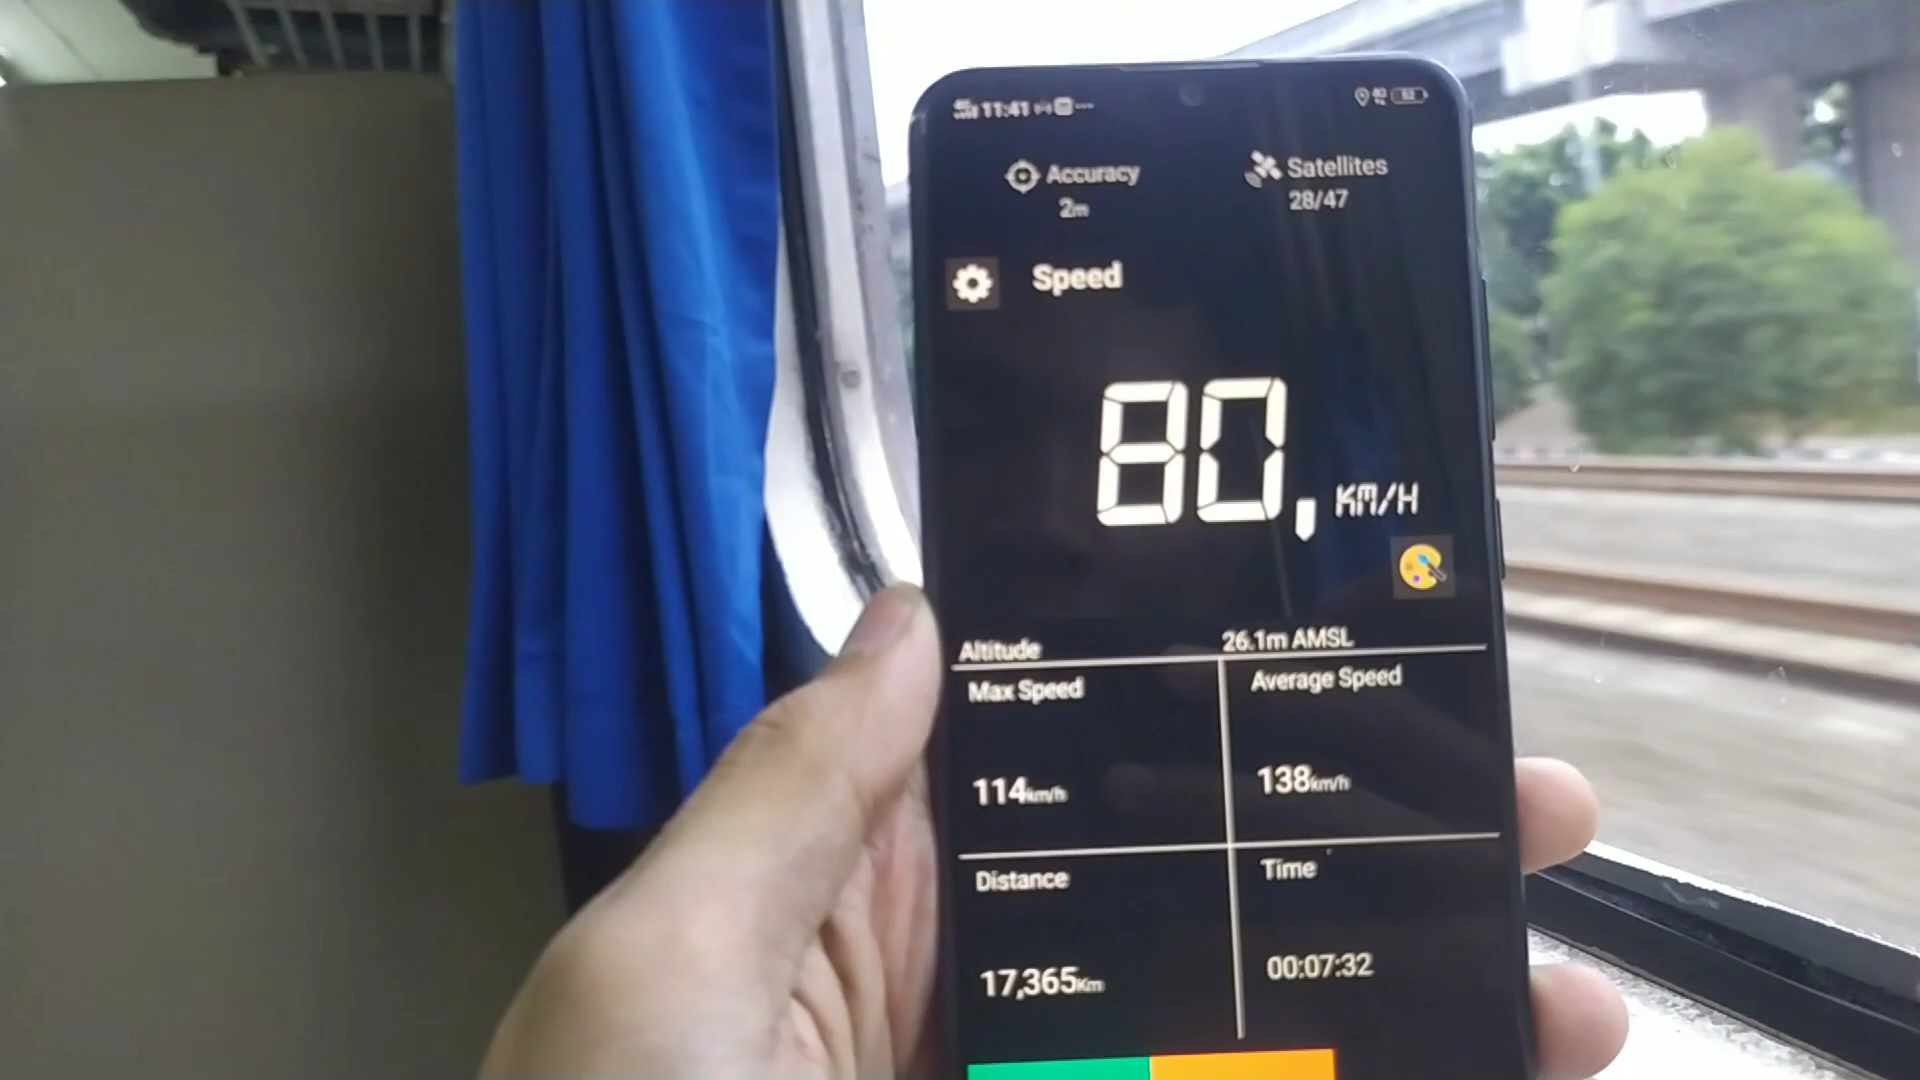 11:41
Accuracy
Satellites
2m
28/47
Speed
80, KM/H
Altitude 26.1m AMSL
Max Speed
Average Speed
114km/h
138km/h
Distance
Time
17,365Km
00:07:32